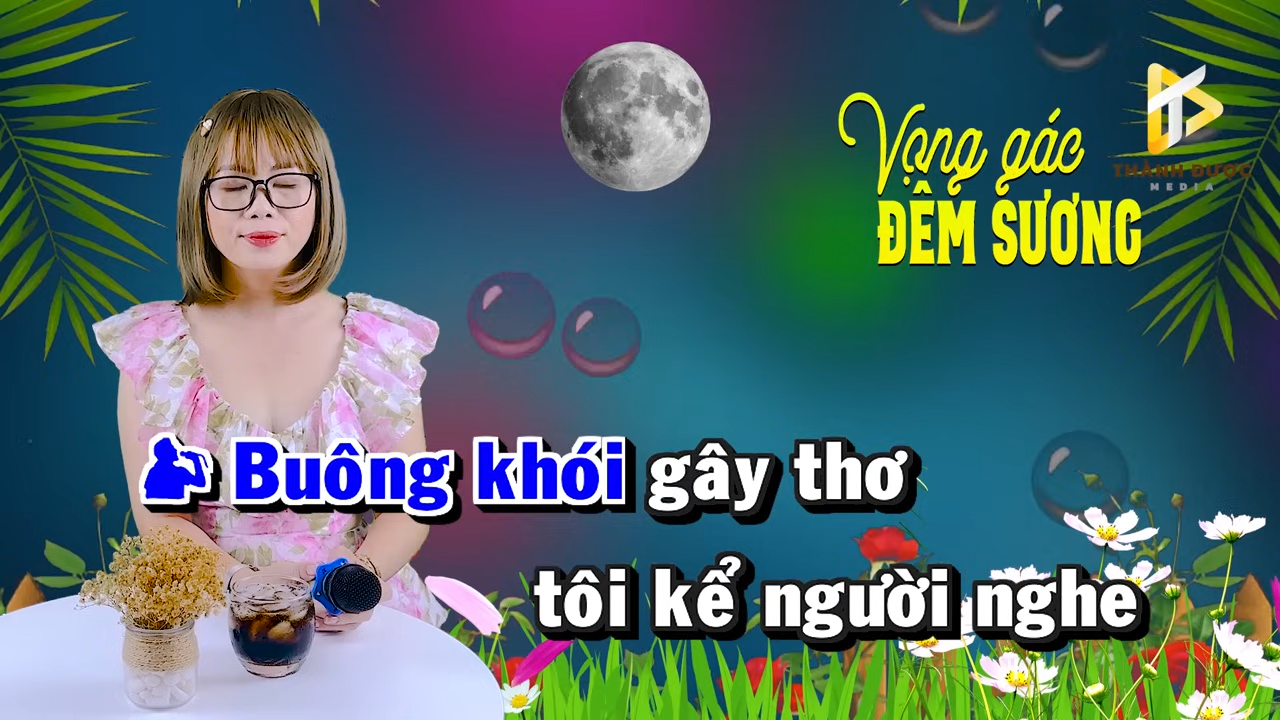 Vọng gác
ĐÊM SƯƠNG
THÀNH ĐƯỢC
MEDIA
Buông khói gây thơ
tôi kể người nghe